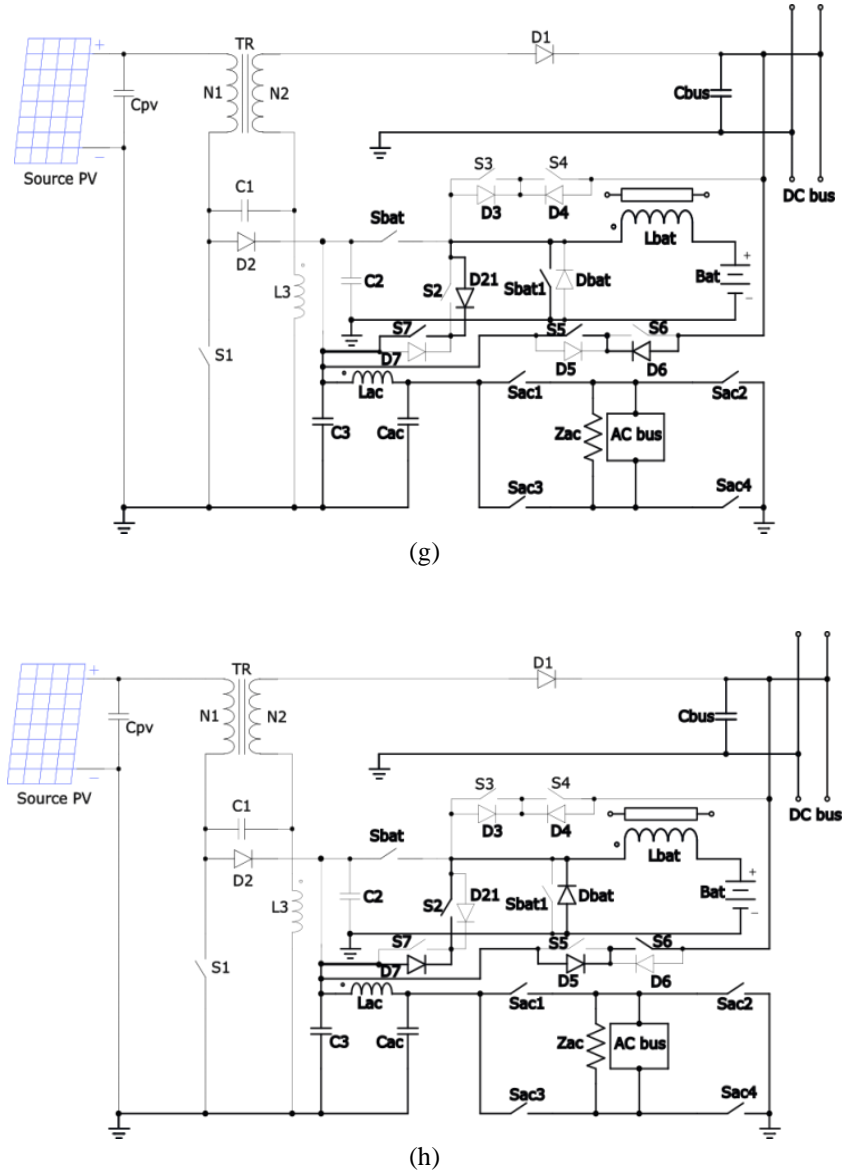 TR
D1
N1
N2
Cpv
Cbus
Source PV
DC bus
S3
S4
C1
D3
D4
Sbat
Lbat
D2
D21
Bat
C2
S2
Sbat1
Dbat
L3
S7
S5
S6
D7
S1
D5
D6
Lac
Sac1
Sac2
C3
Cac
Zac
AC bus
Sac3
Sac4
(g)
TR
D1
N1
N2
Cpv
Cbus
Source PV
DC bus
S3
S4
C1
D3
D4
Sbat
Lbat
D2
D21
Bat
C2
S2
Sbat1
Dbat
L3
S7
S5
S6
D7
S1
D5
D6
Lac
Sac1
Sac2
C3
Cac
Zac
AC bus
Sac3
Sac4
(h)